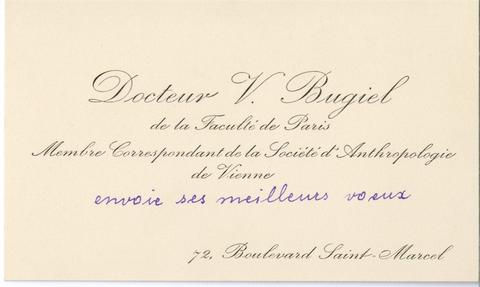 Docteur V. Bugiel
de la Faculté de Paris
Membre Correspondant de la Société d'Anthropologie
de Vienne
envoie ses meilleurs voeux
72, Boulevard Saint-Marcel